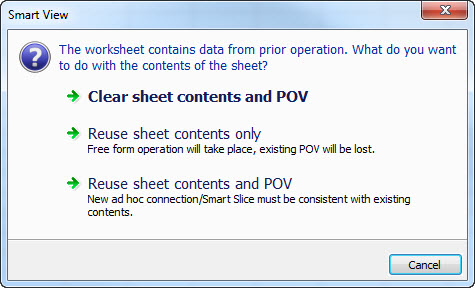 Smart View
The worksheet contains data from prior operation. What do you want
to do with the contents of the sheet?
Clear sheet contents and POV
Reuse sheet contents only
Free form operation will take place, existing POV will be lost.
Reuse sheet contents and POV
New ad hoc connection/Smart Slice must be consistent with existing
contents.
Cancel